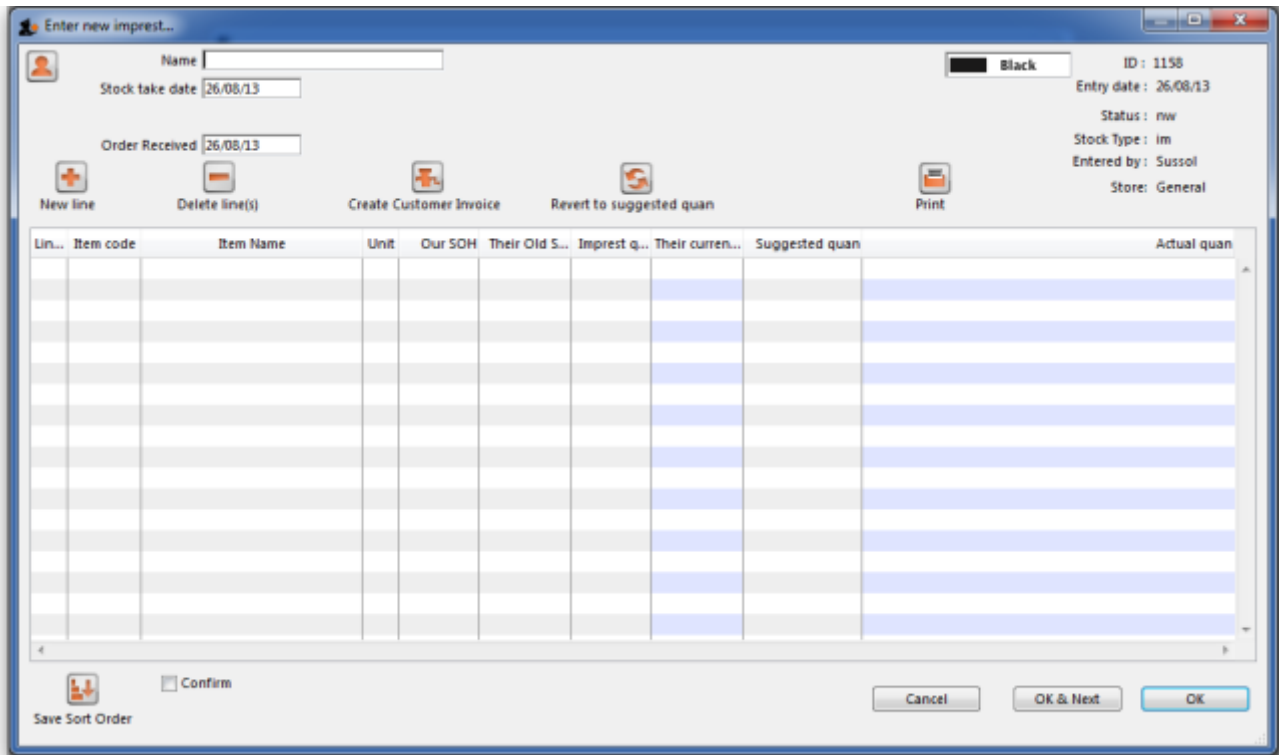 Enter new imprest...
Name
Black
ID : 1158
Stock take date 26/08/13
Entry date : 26/08/13
Status : nw
Order Received 26/08/13
Stock Type : im
Entered by : Sussol
Store: General
New line
Delete line(s)
Create Customer Invoice
Revert to suggested quan
Print
Lin... Item code Item Name Unit Our SOH Their Old S... Imprest q... Their curren... Suggested quan Actual quan
Confirm
Save Sort Order
Cancel
OK & Next
OK